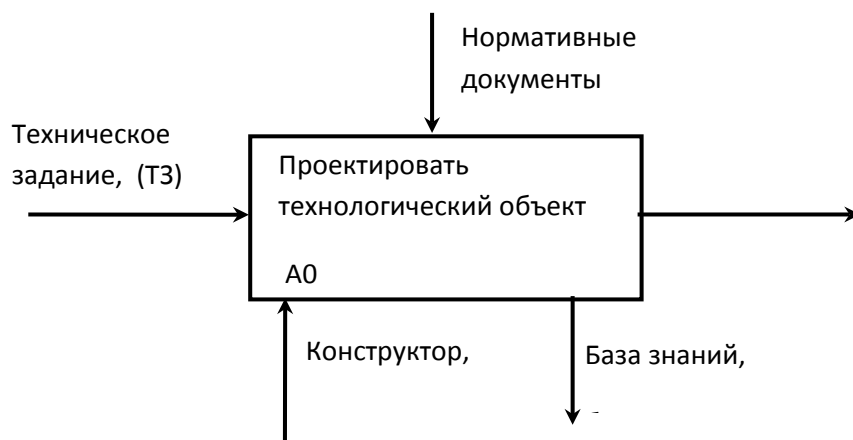 Нормативные
документы
Техническое
задание, (ТЗ)
Проектировать
технологический объект
А0
Конструктор,
База знаний,